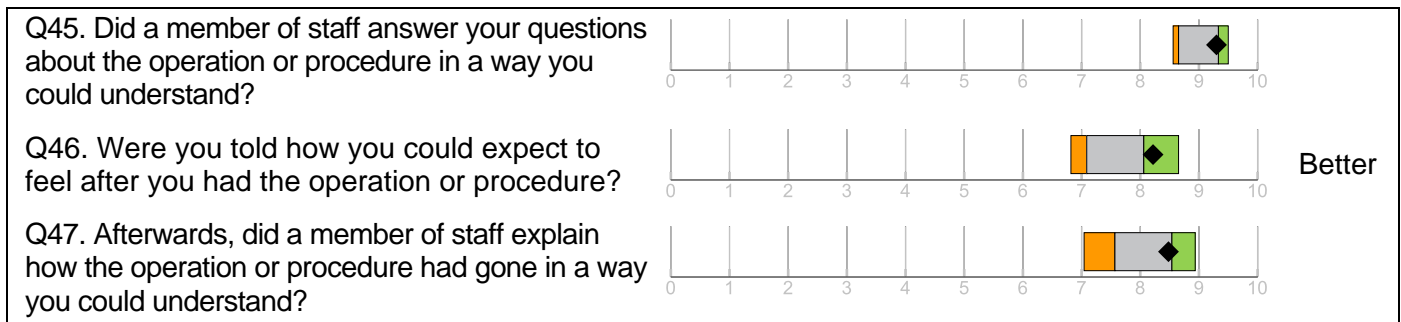 Q45. Did a member of staff answer your questions
about the operation or procedure in a way you
could understand?
0 1 2 3 4 5 6 7 8 9 10
Q46. Were you told how you could expect to
feel after you had the operation or procedure?
0 1 2 3 4 5 6 7 8 9 10
Better
Q47. Afterwards, did a member of staff explain
how the operation or procedure had gone in a way
you could understand?
0 1 2 3 4 5 6 7 8 9 10